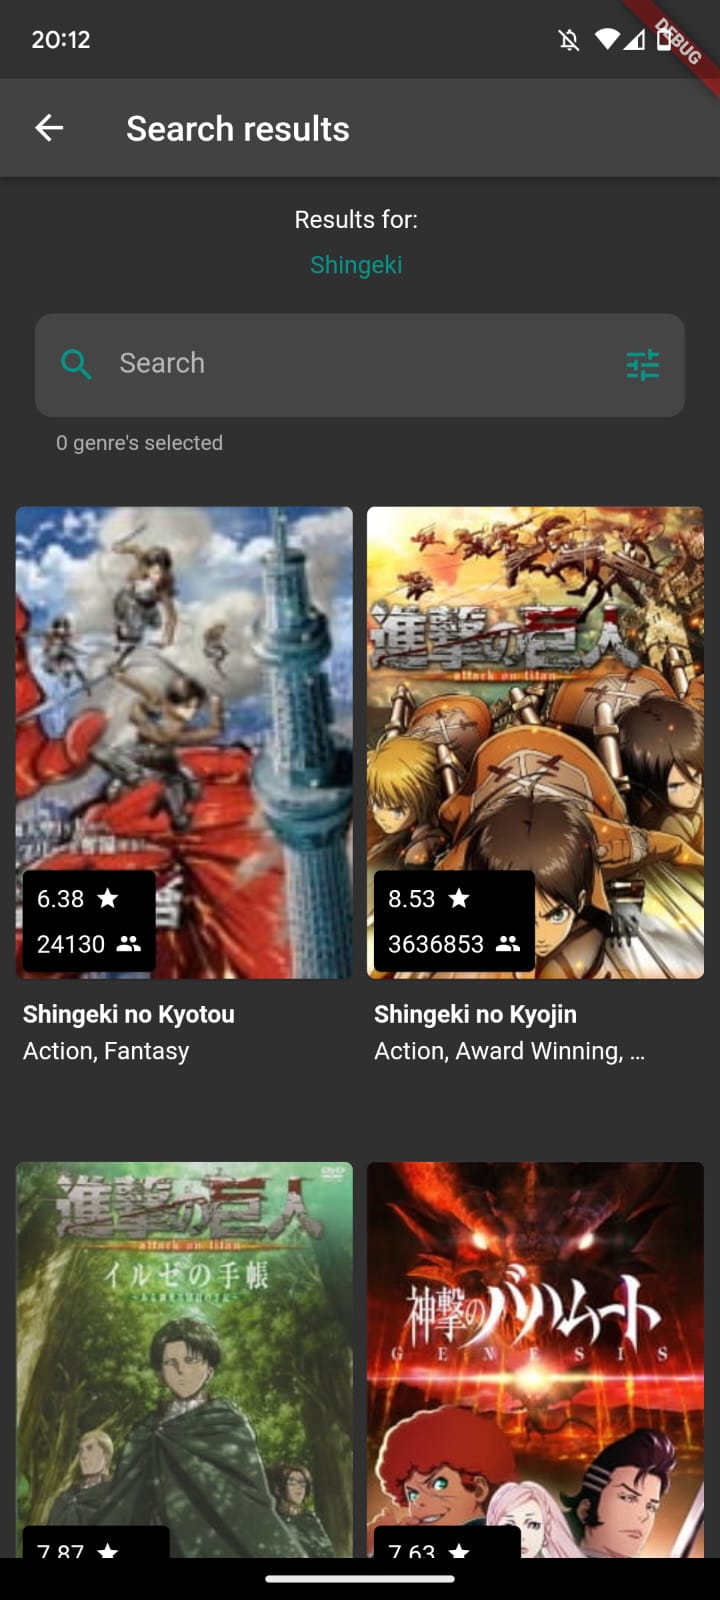 20:12
DEBUG
Search results
Results for:
Shingeki
Search
0 genre's selected
進撃の巨人
attack on titan
6.38
24130
8.53
3636853
Shingeki no Kyotou
Action, Fantasy
Shingeki no Kyojin
Action, Award Winning, ...
進撃の巨人
attack on titan
イルゼの手帳
神撃のバハムート
GENESIS
7.87
7.63